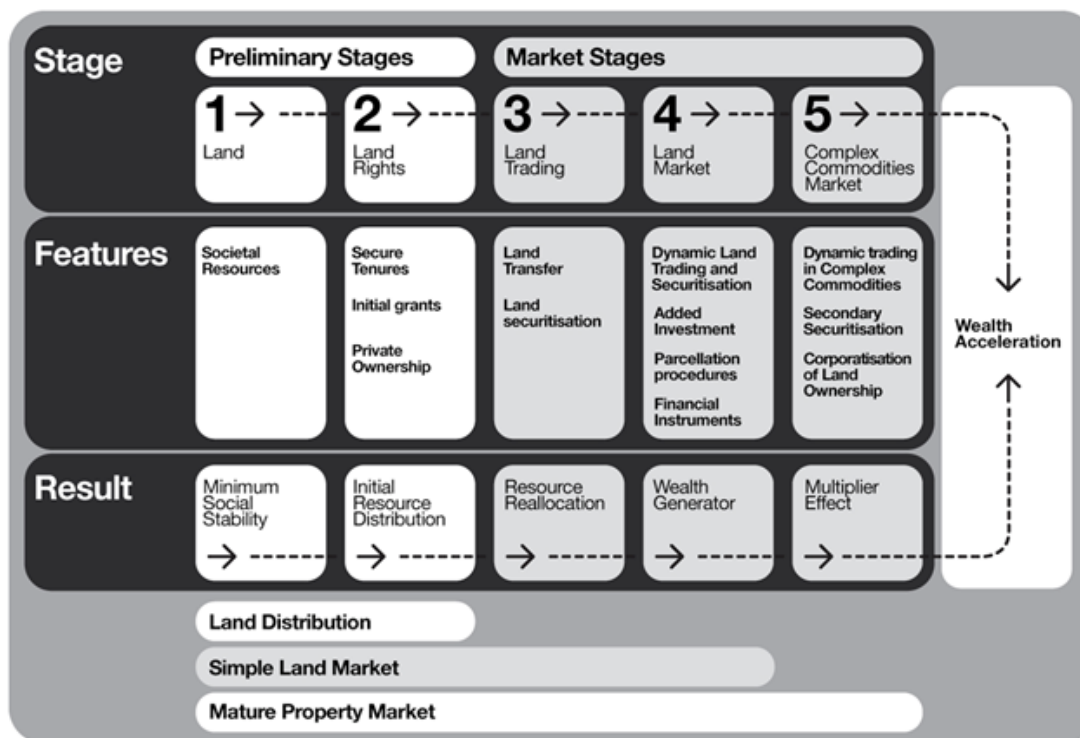 Stage
Preliminary Stages
Market Stages
1
Land
2
Land
Rights
3
Land
Trading
4
Land
Market
5
Complex
Commodities
Market
Features
Societal
Resources
Secure
Tenures
Initial grants
Private
Ownership
Land
Transfer
Land
securitisation
Dynamic Land
Trading and
Securitisation
Added
Investment
Parcellation
procedures
Financial
Instruments
Dynamic trading
in Complex
Commodities
Secondary
Securitisation
Corporatisation
of Land
Ownership
Wealth
Acceleration
Result
Minimum
Social
Stability
Initial
Resource
Distribution
Resource
Reallocation
Wealth
Generator
Multiplier
Effect
Land Distribution
Simple Land Market
Mature Property Market